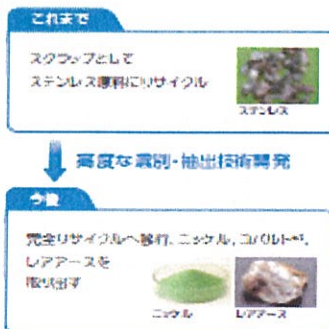 これまで
スクラップとして
ステンレス原料にリサイクル
ステンレス
高度な選別・抽出技術開発
今後
完全リサイクルへ移行。ニッケル、コバルトや、
レアアースを
取り出す
ニッケル
レアアース